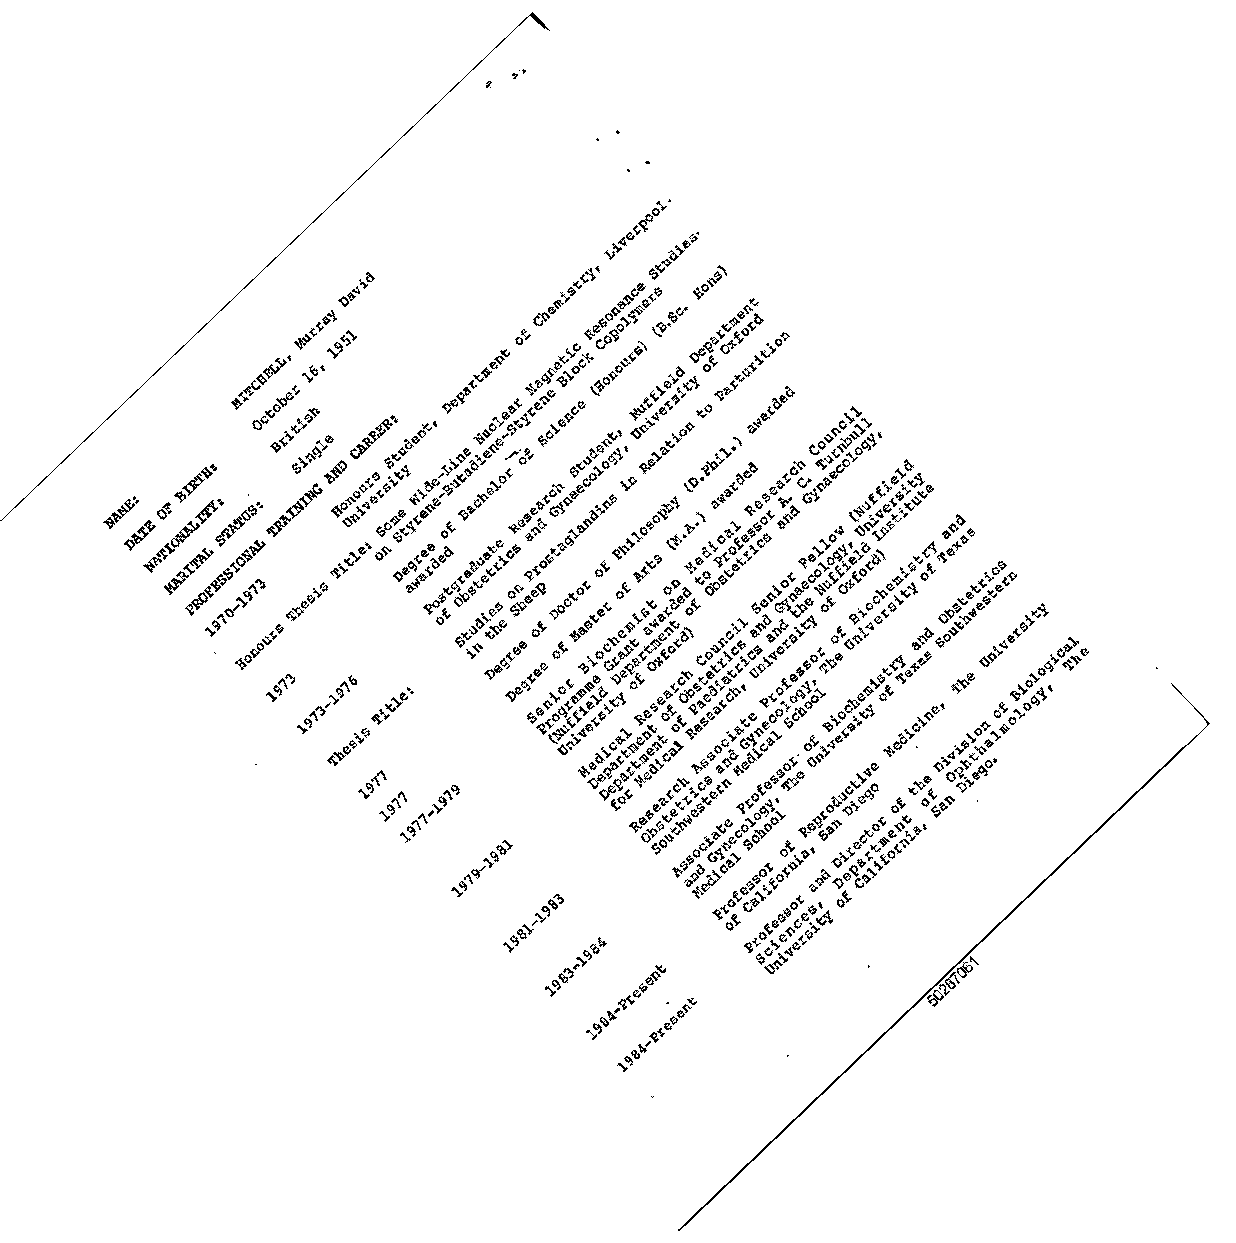 NAME: MITCHELL, Murray David
DATE OF BIRTH: October 16, 1951
NATIONALITY: British
MARITAL STATUS: Single
PROFESSIONAL TRAINING AND CAREER:
1970-1973 Honours Student, Department of Chemistry, Liverpool.
University
Honours Thesis Title: Some Wide-Line Nuclear Magnetic Resonance Studies.
on Styrene-Butadiene-Styrene Block Copolymers
1973 Degree of Bachelor of Science (Honours) (B.Sc. Hons)
awarded
1973-1976 Postgraduate Research Student, Nuffield Department
of Obstetrics and Gynaecology, University of Oxford
Thesis Title: Studies on Prostaglandins in Relation to Parturition
in the Sheep
1977 Degree of Doctor of Philosophy (D.Phil.) awarded
1977 Degree of Master of Arts (M.A.) awarded
1977-1979 Senior Biochemist on Medical Research Council
Programme Grant awarded to Professor A. C. Turnbull
(Nuffield Department of Obstetrics and Gynaecology,
University of Oxford)
1979-1981 Medical Research Council Senior Fellow (Nuffield
Department of Obstetrics and Gynaecology, University
Department of Paediatrics and the Nuffield Institute
for Medical Research, University of Oxford)
1981-1983 Research Associate Professor of Biochemistry and
Obstetrics and Gynecology, The University of Texas
Southwestern Medical School
1983-1984 Associate Professor of Biochemistry and Obstetrics
and Gynecology, The University of Texas Southwestern
Medical School
1984-Present Professor of Reproductive Medicine, The University
of California, San Diego
1984-Present Professor and Director of the Division of Biological
Sciences, Department of Ophthalmology, The
University of California, San Diego.
50267061